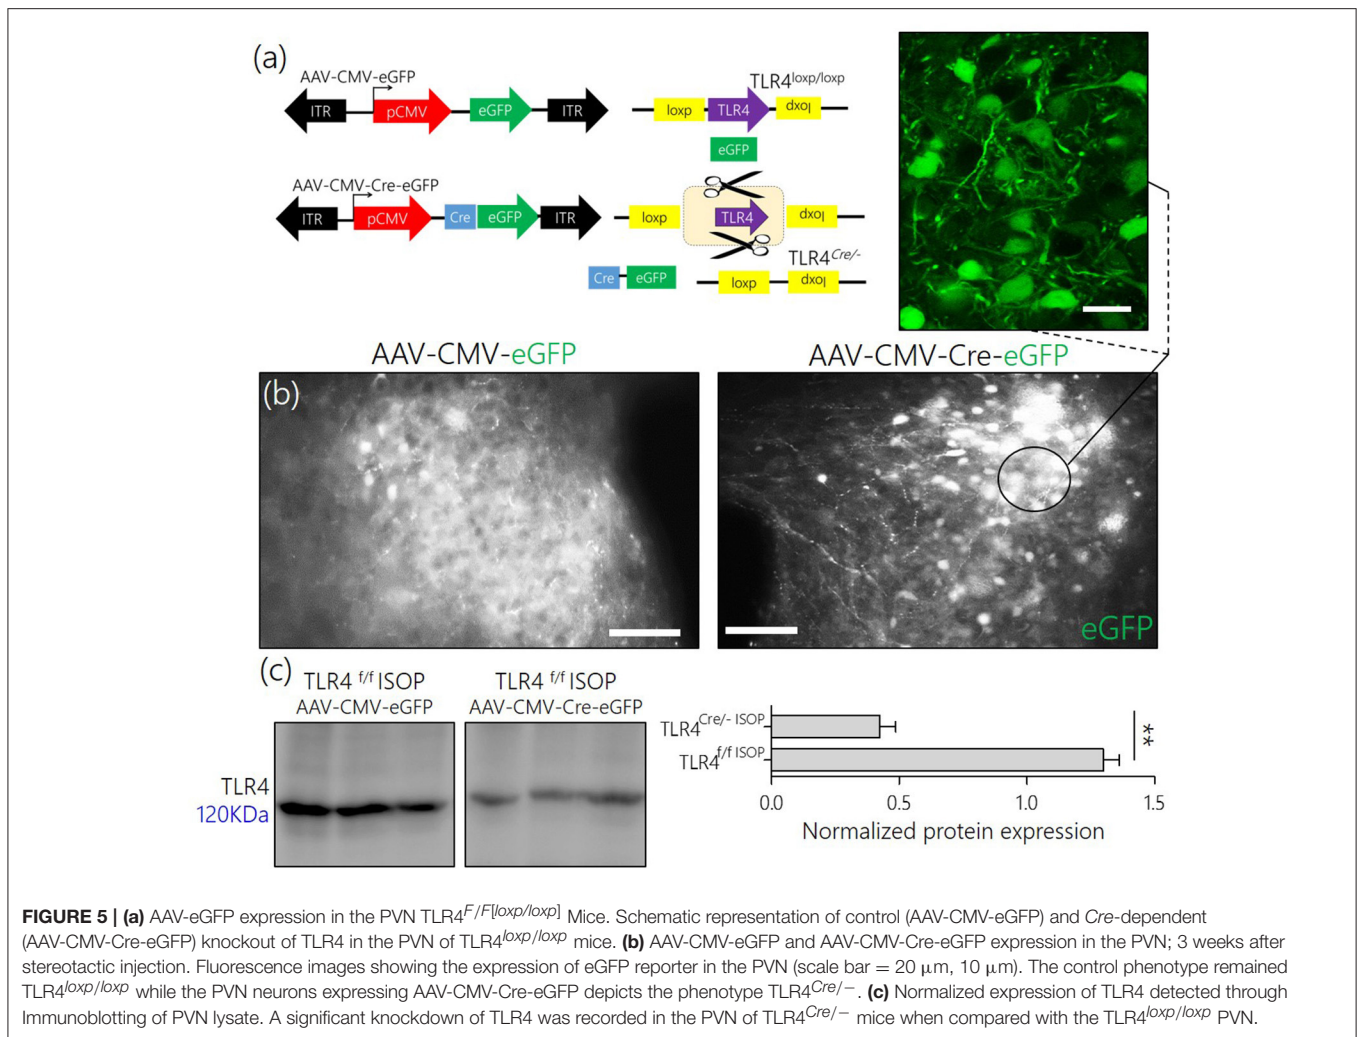 (a)
AAV-CMV-eGFP
ITR pCMV eGFP ITR
TLR4loxp/loxp
loxp TLR4 loxp
eGFP
AAV-CMV-Cre-eGFP
ITR pCMV Cre eGFP ITR
loxp TLR4 loxp
TLR4Cre/-
Cre eGFP
loxp loxp
AAV-CMV-eGFP
AAV-CMV-Cre-eGFP
(b)
eGFP
(c)
TLR4 f/f ISOP
AAV-CMV-eGFP
TLR4 f/f ISOP
AAV-CMV-Cre-eGFP
TLR4
120KDa
TLR4Cre/- ISOP
TLR4f/f ISOP
**
0.0 0.5 1.0 1.5
Normalized protein expression
FIGURE 5 | (a) AAV-eGFP expression in the PVN TLR4F/F[loxp/loxp] Mice. Schematic representation of control (AAV-CMV-eGFP) and Cre-dependent
(AAV-CMV-Cre-eGFP) knockout of TLR4 in the PVN of TLR4loxp/loxp mice. (b) AAV-CMV-eGFP and AAV-CMV-Cre-eGFP expression in the PVN; 3 weeks after
stereotactic injection. Fluorescence images showing the expression of eGFP reporter in the PVN (scale bar = 20 μm, 10 μm). The control phenotype remained
TLR4loxp/loxp while the PVN neurons expressing AAV-CMV-Cre-eGFP depicts the phenotype TLR4Cre/−. (c) Normalized expression of TLR4 detected through
Immunoblotting of PVN lysate. A significant knockdown of TLR4 was recorded in the PVN of TLR4Cre/− mice when compared with the TLR4loxp/loxp PVN.